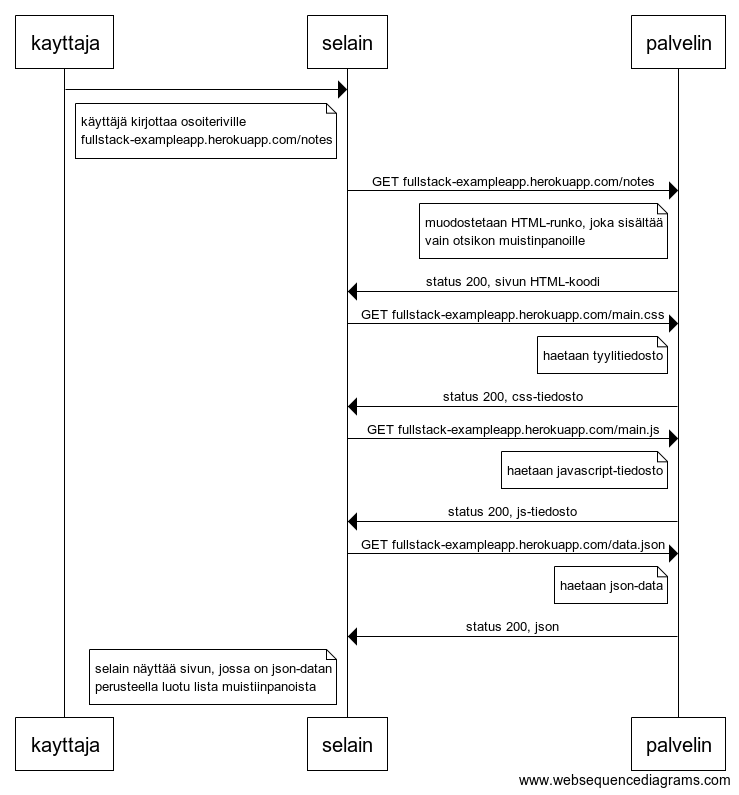 kayttaja
selain
palvelin
käyttäjä kirjottaa osoiteriville
fullstack-exampleapp.herokuapp.com/notes
GET fullstack-exampleapp.herokuapp.com/notes
muodostetaan HTML-runko, joka sisältää
vain otsikon muistinpanoille
status 200, sivun HTML-koodi
GET fullstack-exampleapp.herokuapp.com/main.css
haetaan tyylitiedosto
status 200, css-tiedosto
GET fullstack-exampleapp.herokuapp.com/main.js
haetaan javascript-tiedosto
status 200, js-tiedosto
GET fullstack-exampleapp.herokuapp.com/data.json
haetaan json-data
status 200, json
selain näyttää sivun, jossa on json-datan
perusteella luotu lista muistiinpanoista
kayttaja
selain
palvelin
www.websequencediagrams.com